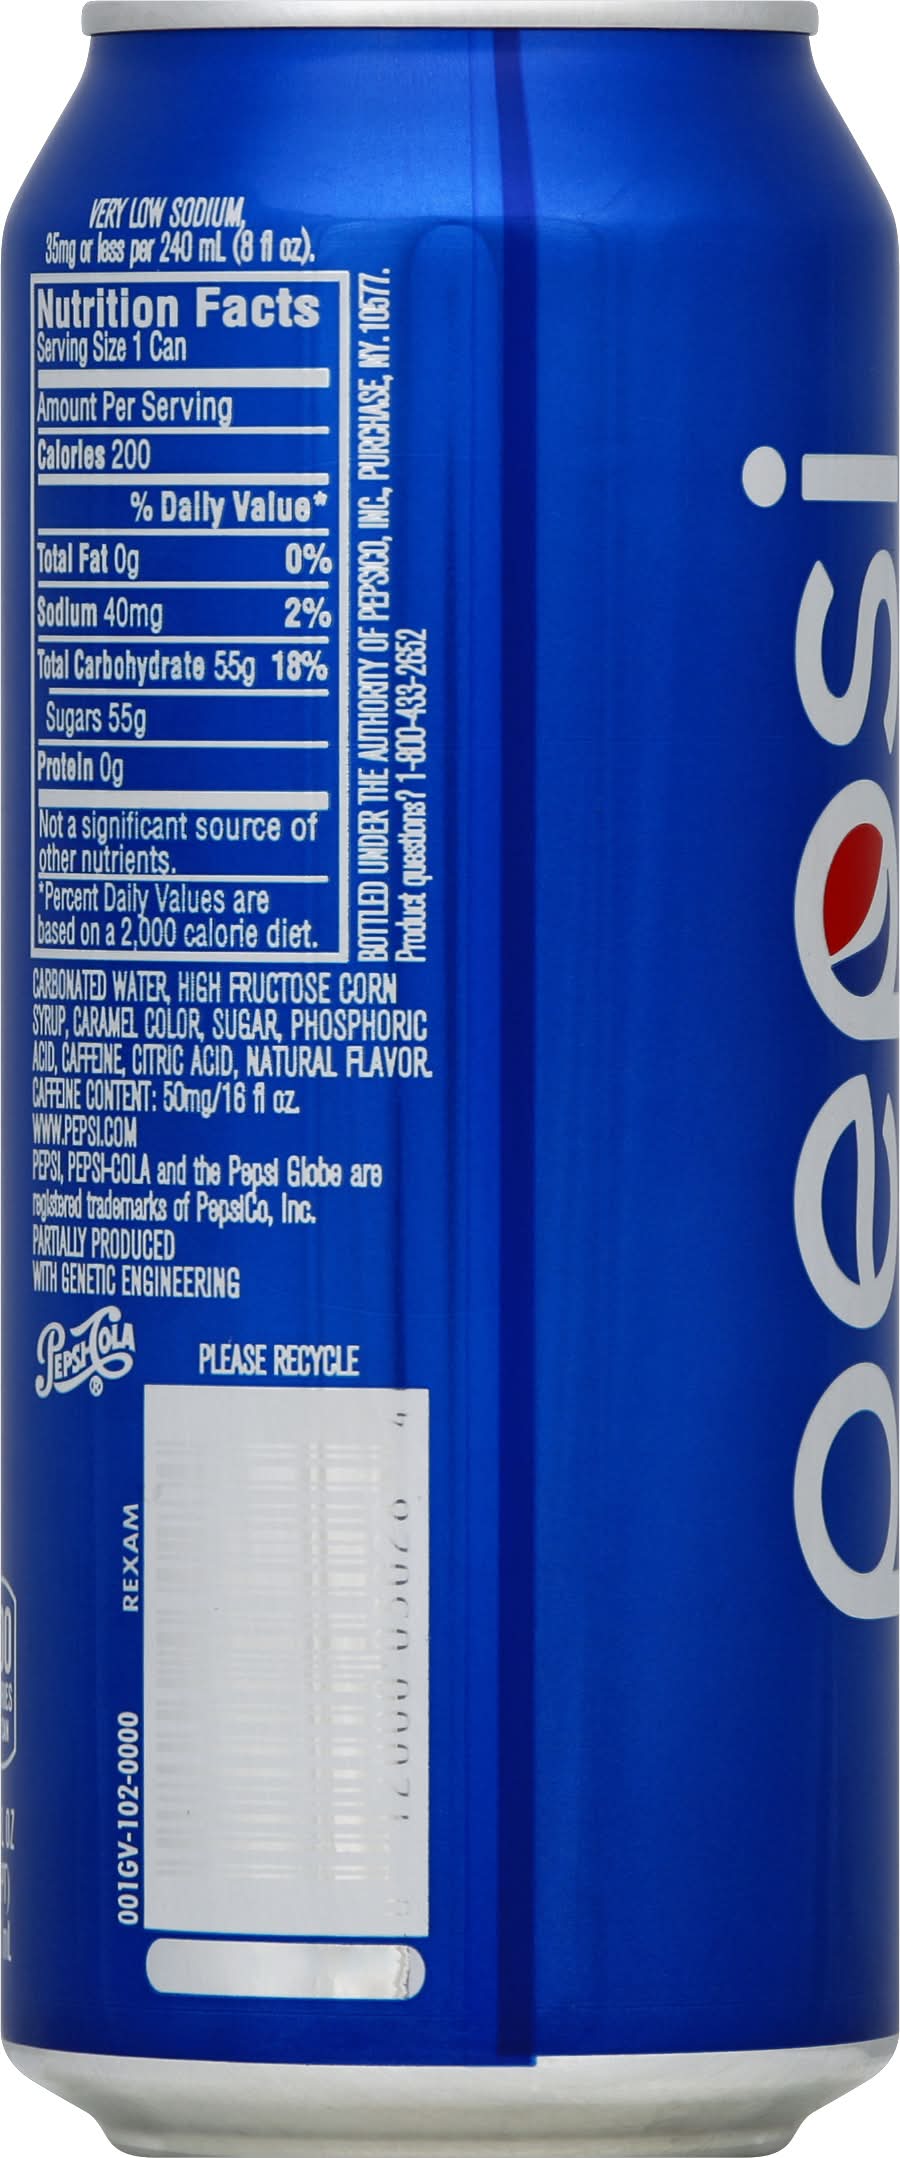 VERY LOW SODIUM,
35mg or less per 240 mL (8 fl oz).
Nutrition Facts
Serving Size 1 Can
Amount Per Serving
Calories 200
% Daily Value*
Total Fat 0g 0%
Sodium 40mg 2%
Total Carbohydrate 55g 18%
Sugars 55g
Protein 0g
Not a significant source of
other nutrients.
*Percent Daily Values are
based on a 2,000 calorie diet.
BOTTLED UNDER THE AUTHORITY OF PEPSICO, INC., PURCHASE, NY. 10577.
Product questions? 1-800-433-2652
CARBONATED WATER, HIGH FRUCTOSE CORN
SYRUP, CARAMEL COLOR, SUGAR, PHOSPHORIC
ACID, CAFFEINE, CITRIC ACID, NATURAL FLAVOR
CAFFEINE CONTENT: 50mg/16 fl oz.
WWW.PEPSI.COM
PEPSI, PEPSI-COLA and the Pepsi Globe are
registered trademarks of PepsiCo, Inc.
PARTIALLY PRODUCED
WITH GENETIC ENGINEERING
PEPSI-COLA ®
PLEASE RECYCLE
REXAM
001GV-102-0000
pepsi